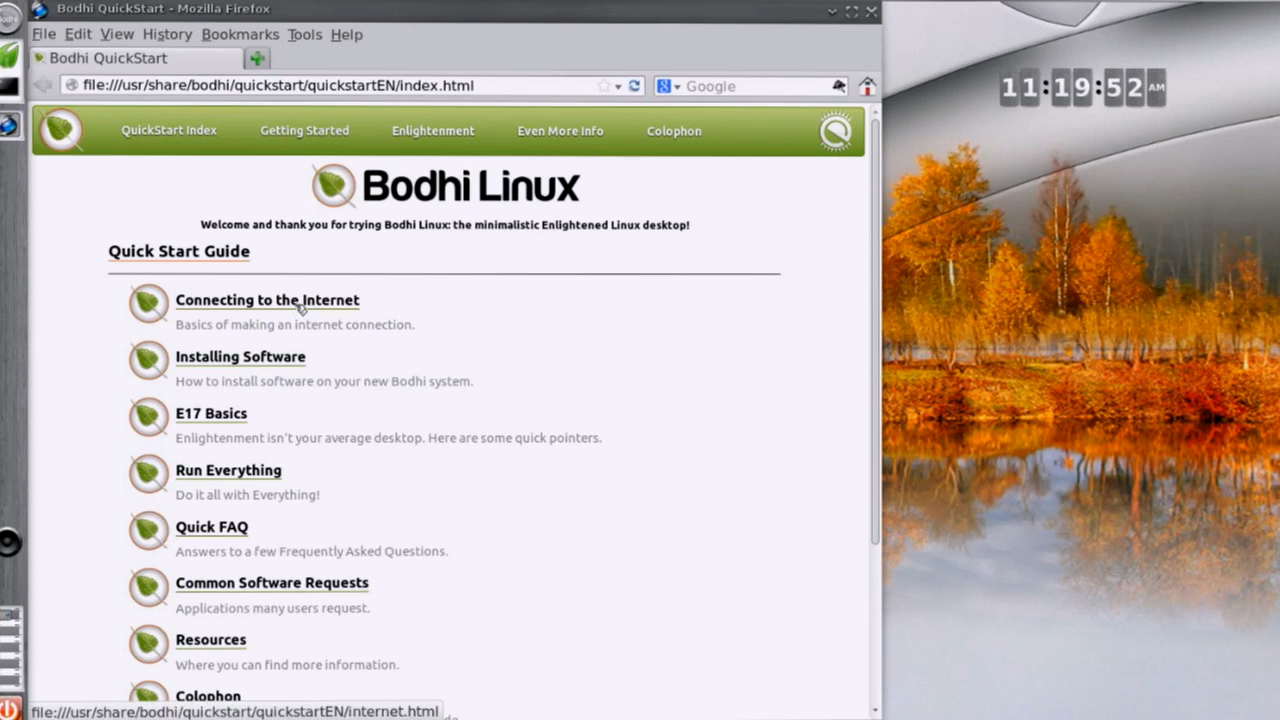 Bodhi QuickStart - Mozilla Firefox
File Edit View History Bookmarks Tools Help
Bodhi QuickStart
file:///usr/share/bodhi/quickstart/quickstartEN/index.html
Google
11:19:52 AM
QuickStart Index Getting Started Enlightenment Even More Info Colophon
Bodhi Linux
Welcome and thank you for trying Bodhi Linux: the minimalistic Enlightened Linux desktop!
Quick Start Guide
Connecting to the Internet
Basics of making an internet connection.
Installing Software
How to install software on your new Bodhi system.
E17 Basics
Enlightenment isn't your average desktop. Here are some quick pointers.
Run Everything
Do it all with Everything!
Quick FAQ
Answers to a few Frequently Asked Questions.
Common Software Requests
Applications many users request.
Resources
Where you can find more information.
Colophon
file:///usr/share/bodhi/quickstart/quickstartEN/internet.html